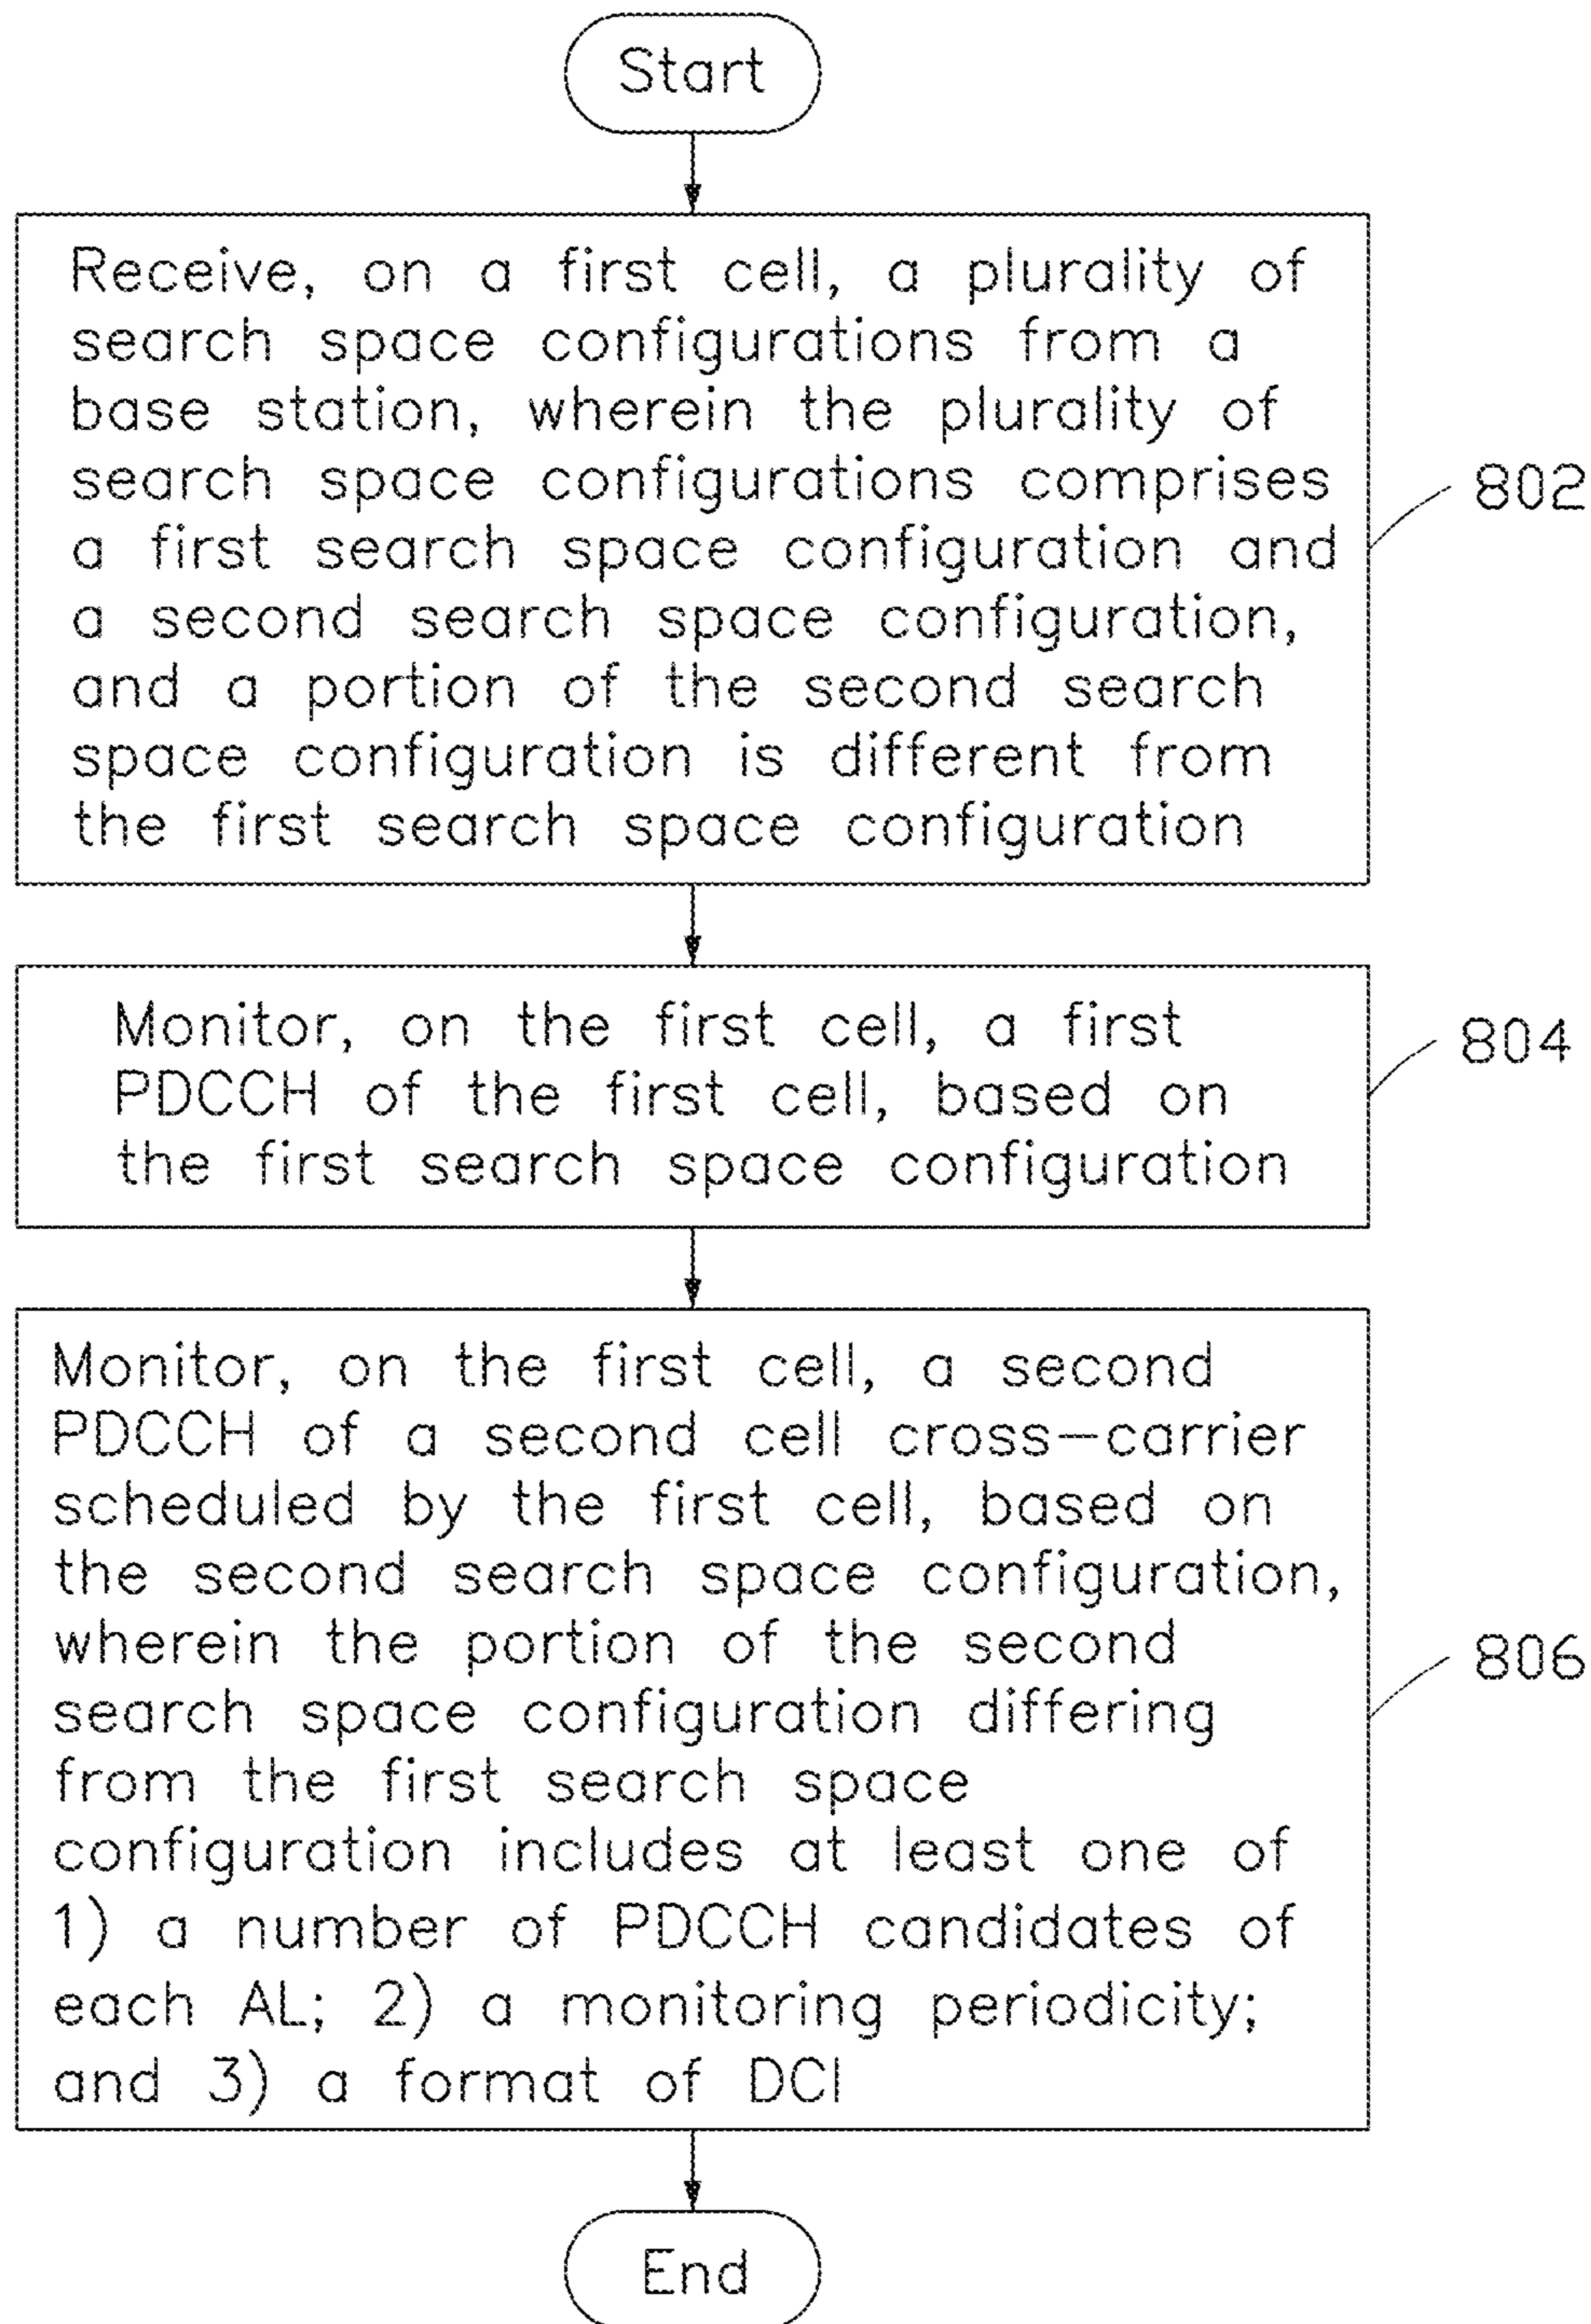 Start
Receive, on a first cell, a plurality of
search space configurations from a
base station, wherein the plurality of
search space configurations comprises
a first search space configuration and
a second search space configuration,
and a portion of the second search
space configuration is different from
the first search space configuration
802
Monitor, on the first cell, a first
PDCCH of the first cell, based on
the first search space configuration
804
Monitor, on the first cell, a second
PDCCH of a second cell cross-carrier
scheduled by the first cell, based on
the second search space configuration,
wherein the portion of the second
search space configuration differing
from the first search space
configuration includes at least one of
1) a number of PDCCH candidates of
each AL; 2) a monitoring periodicity;
and 3) a format of DCI
806
End